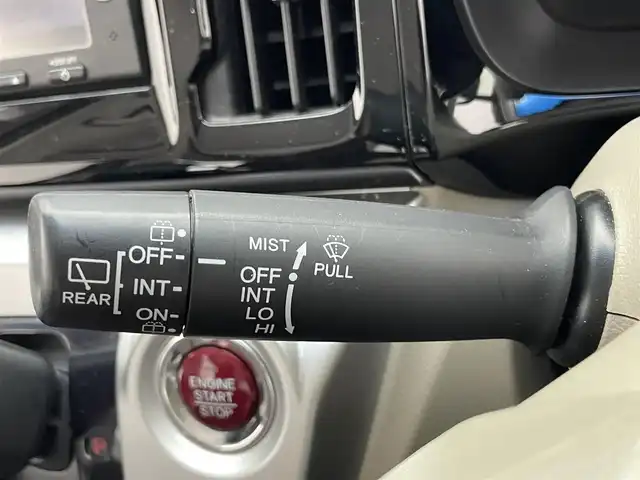 REAR
OFF
INT
ON
MIST
OFF
INT
LO
HI
PULL
ENGINE
START
STOP